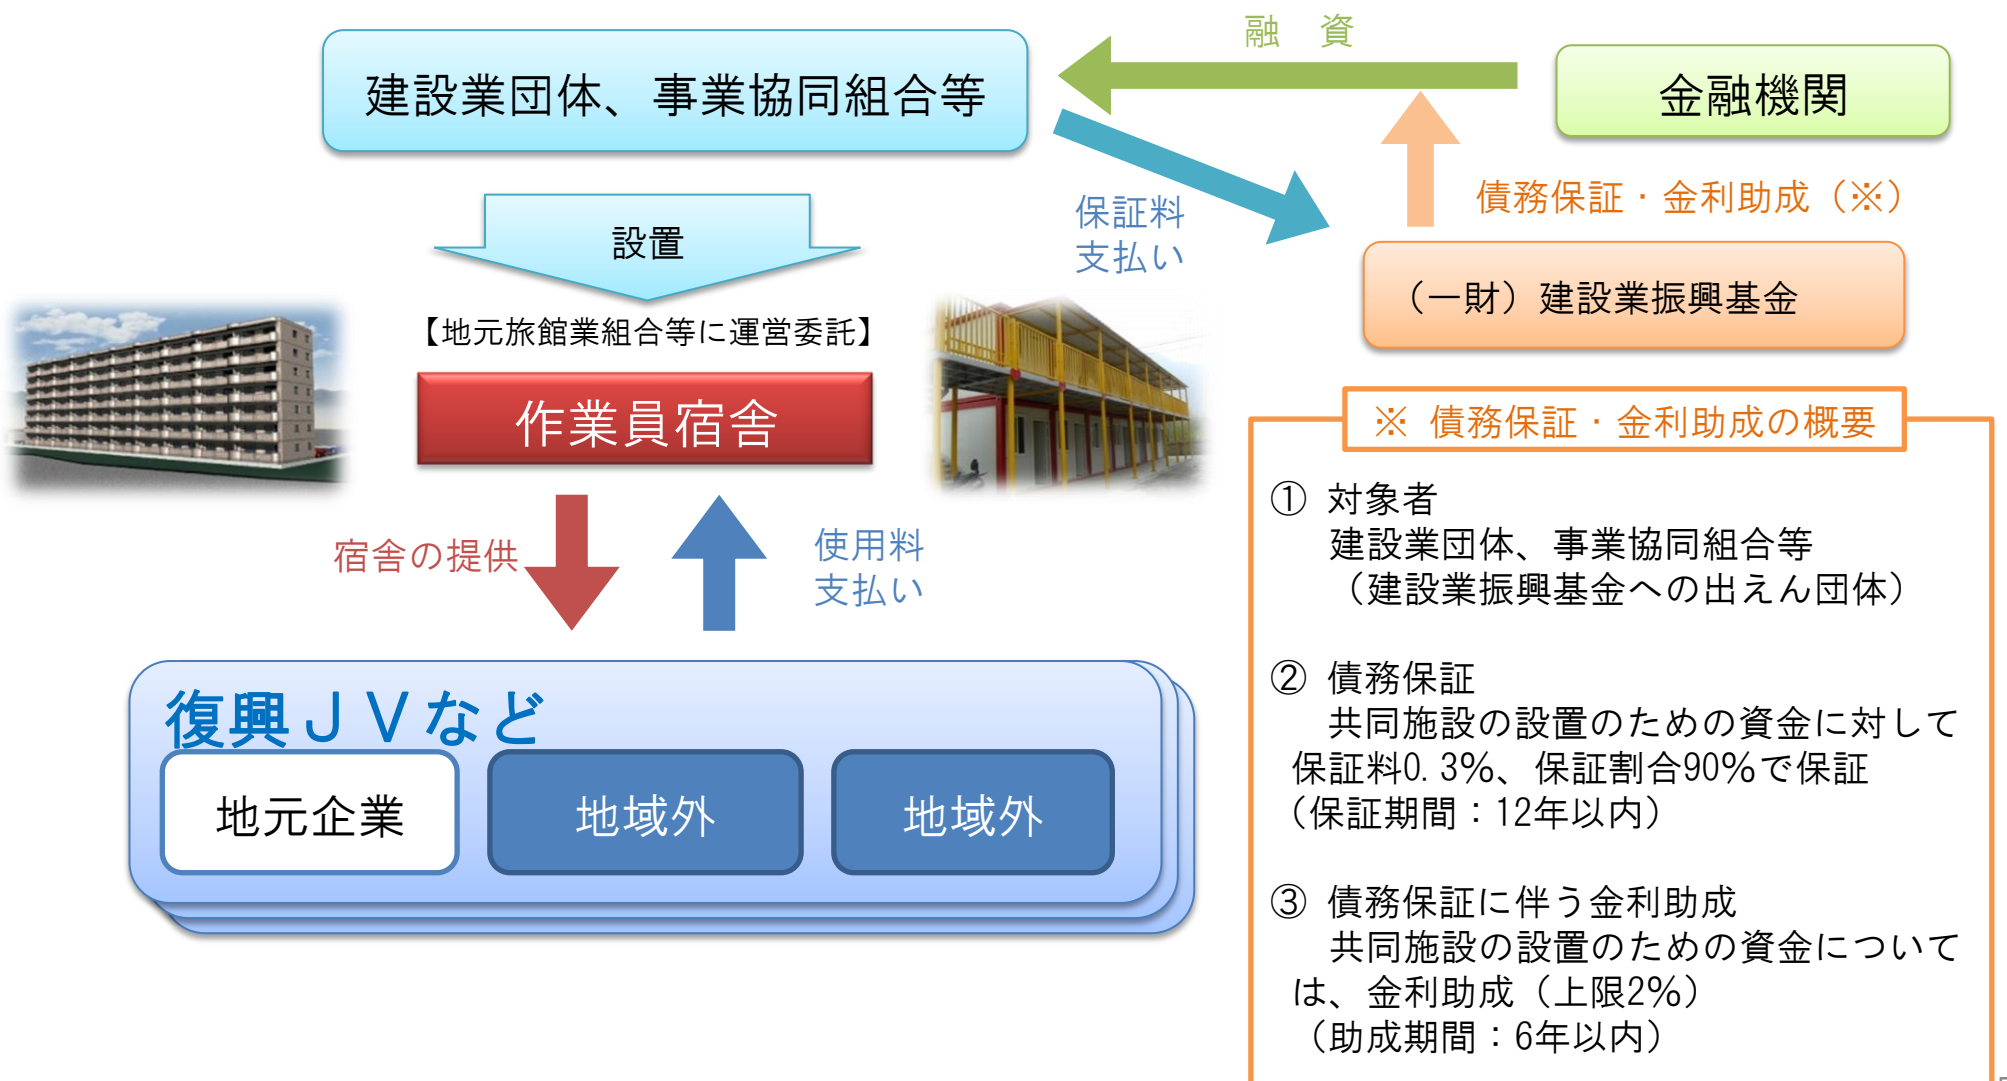 融　資
建設業団体、事業協同組合等
金融機関
債務保証・金利助成（※）
保証料
支払い
設置
（一財）建設業振興基金
【地元旅館業組合等に運営委託】
作業員宿舎
宿舎の提供
使用料
支払い
復興ＪＶなど
地元企業
地域外
地域外
※ 債務保証・金利助成の概要
① 対象者
建設業団体、事業協同組合等
（建設業振興基金への出えん団体）
② 債務保証
共同施設の設置のための資金に対して
保証料0.3%、保証割合90%で保証
（保証期間：12年以内）
③ 債務保証に伴う金利助成
共同施設の設置のための資金について
は、金利助成（上限2%）
（助成期間：6年以内）